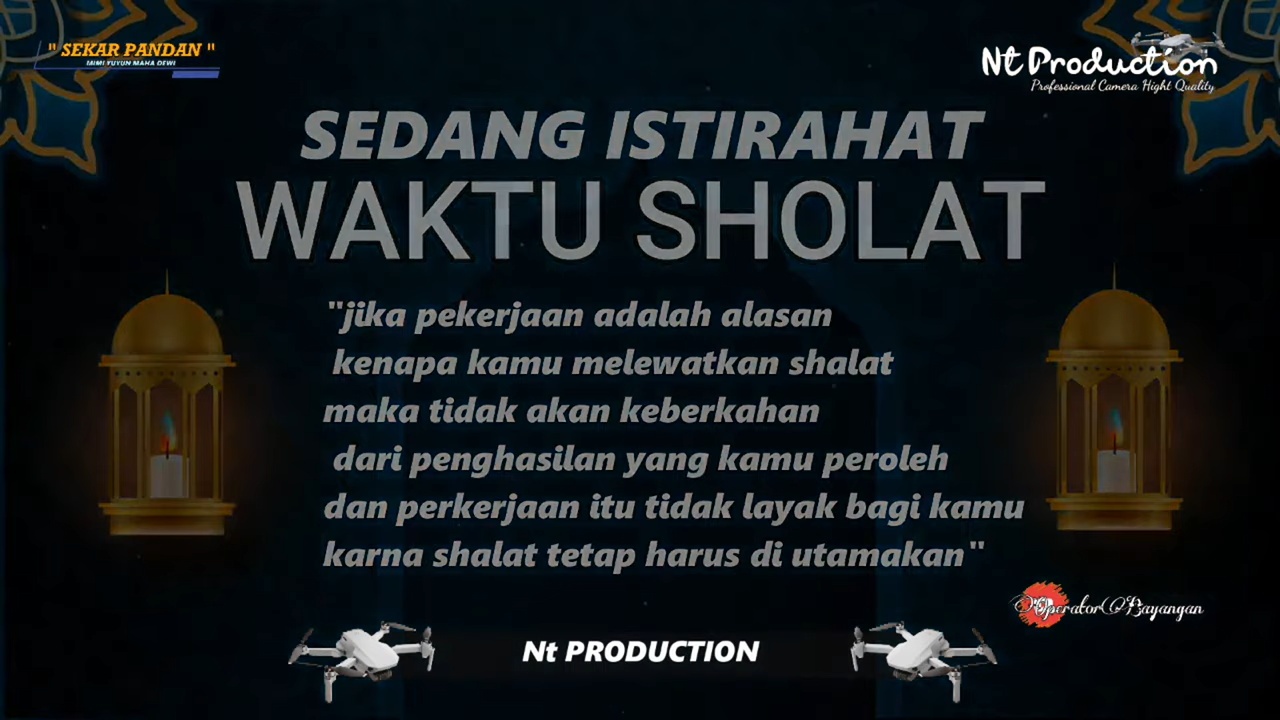 " SEKAR PANDAN "
MIMI YUYUN MAHA DEWI
Nt Production
Professional Camera Hight Quality
SEDANG ISTIRAHAT
WAKTU SHOLAT
"jika pekerjaan adalah alasan
kenapa kamu melewatkan shalat
maka tidak akan keberkahan
dari penghasilan yang kamu peroleh
dan perkerjaan itu tidak layak bagi kamu
karna shalat tetap harus di utamakan"
Operator Bayangan
Nt PRODUCTION